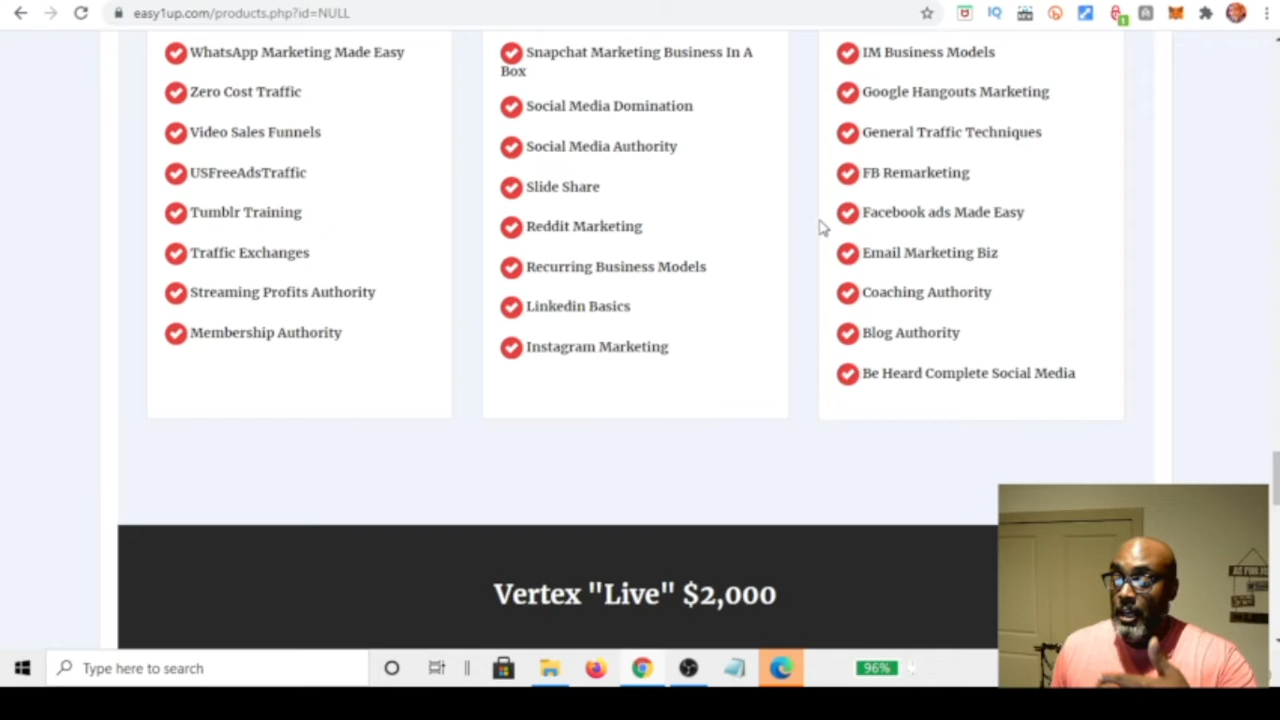 easy1up.com/products.php?id=NULL
WhatsApp Marketing Made Easy
Zero Cost Traffic
Video Sales Funnels
USFreeAdsTraffic
Tumblr Training
Traffic Exchanges
Streaming Profits Authority
Membership Authority
Snapchat Marketing Business In A
Box
Social Media Domination
Social Media Authority
Slide Share
Reddit Marketing
Recurring Business Models
Linkedin Basics
Instagram Marketing
IM Business Models
Google Hangouts Marketing
General Traffic Techniques
FB Remarketing
Facebook ads Made Easy
Email Marketing Biz
Coaching Authority
Blog Authority
Be Heard Complete Social Media
Vertex "Live" $2,000
Type here to search
96%